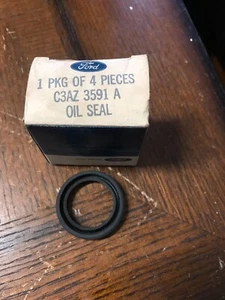 Ford
1 PKG OF 4 PIECES
C3AZ 3591 A
OIL SEAL